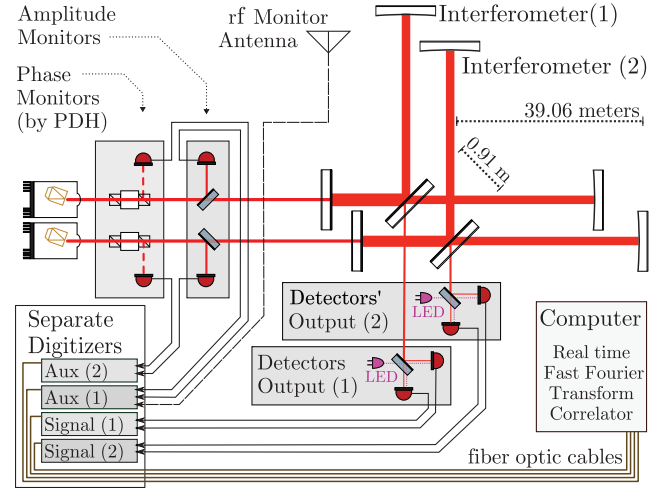 Amplitude
Monitors
rf Monitor
Antenna
Interferometer(1)
Interferometer (2)
Phase
Monitors
(by PDH)
39.06 meters
0.91 m
Detectors'
Output (2)
LED
Detectors
Output (1)
LED
Separate
Digitizers
Aux (2)
Aux (1)
Signal (1)
Signal (2)
Computer
Real time
Fast Fourier
Transform
Correlator
fiber optic cables